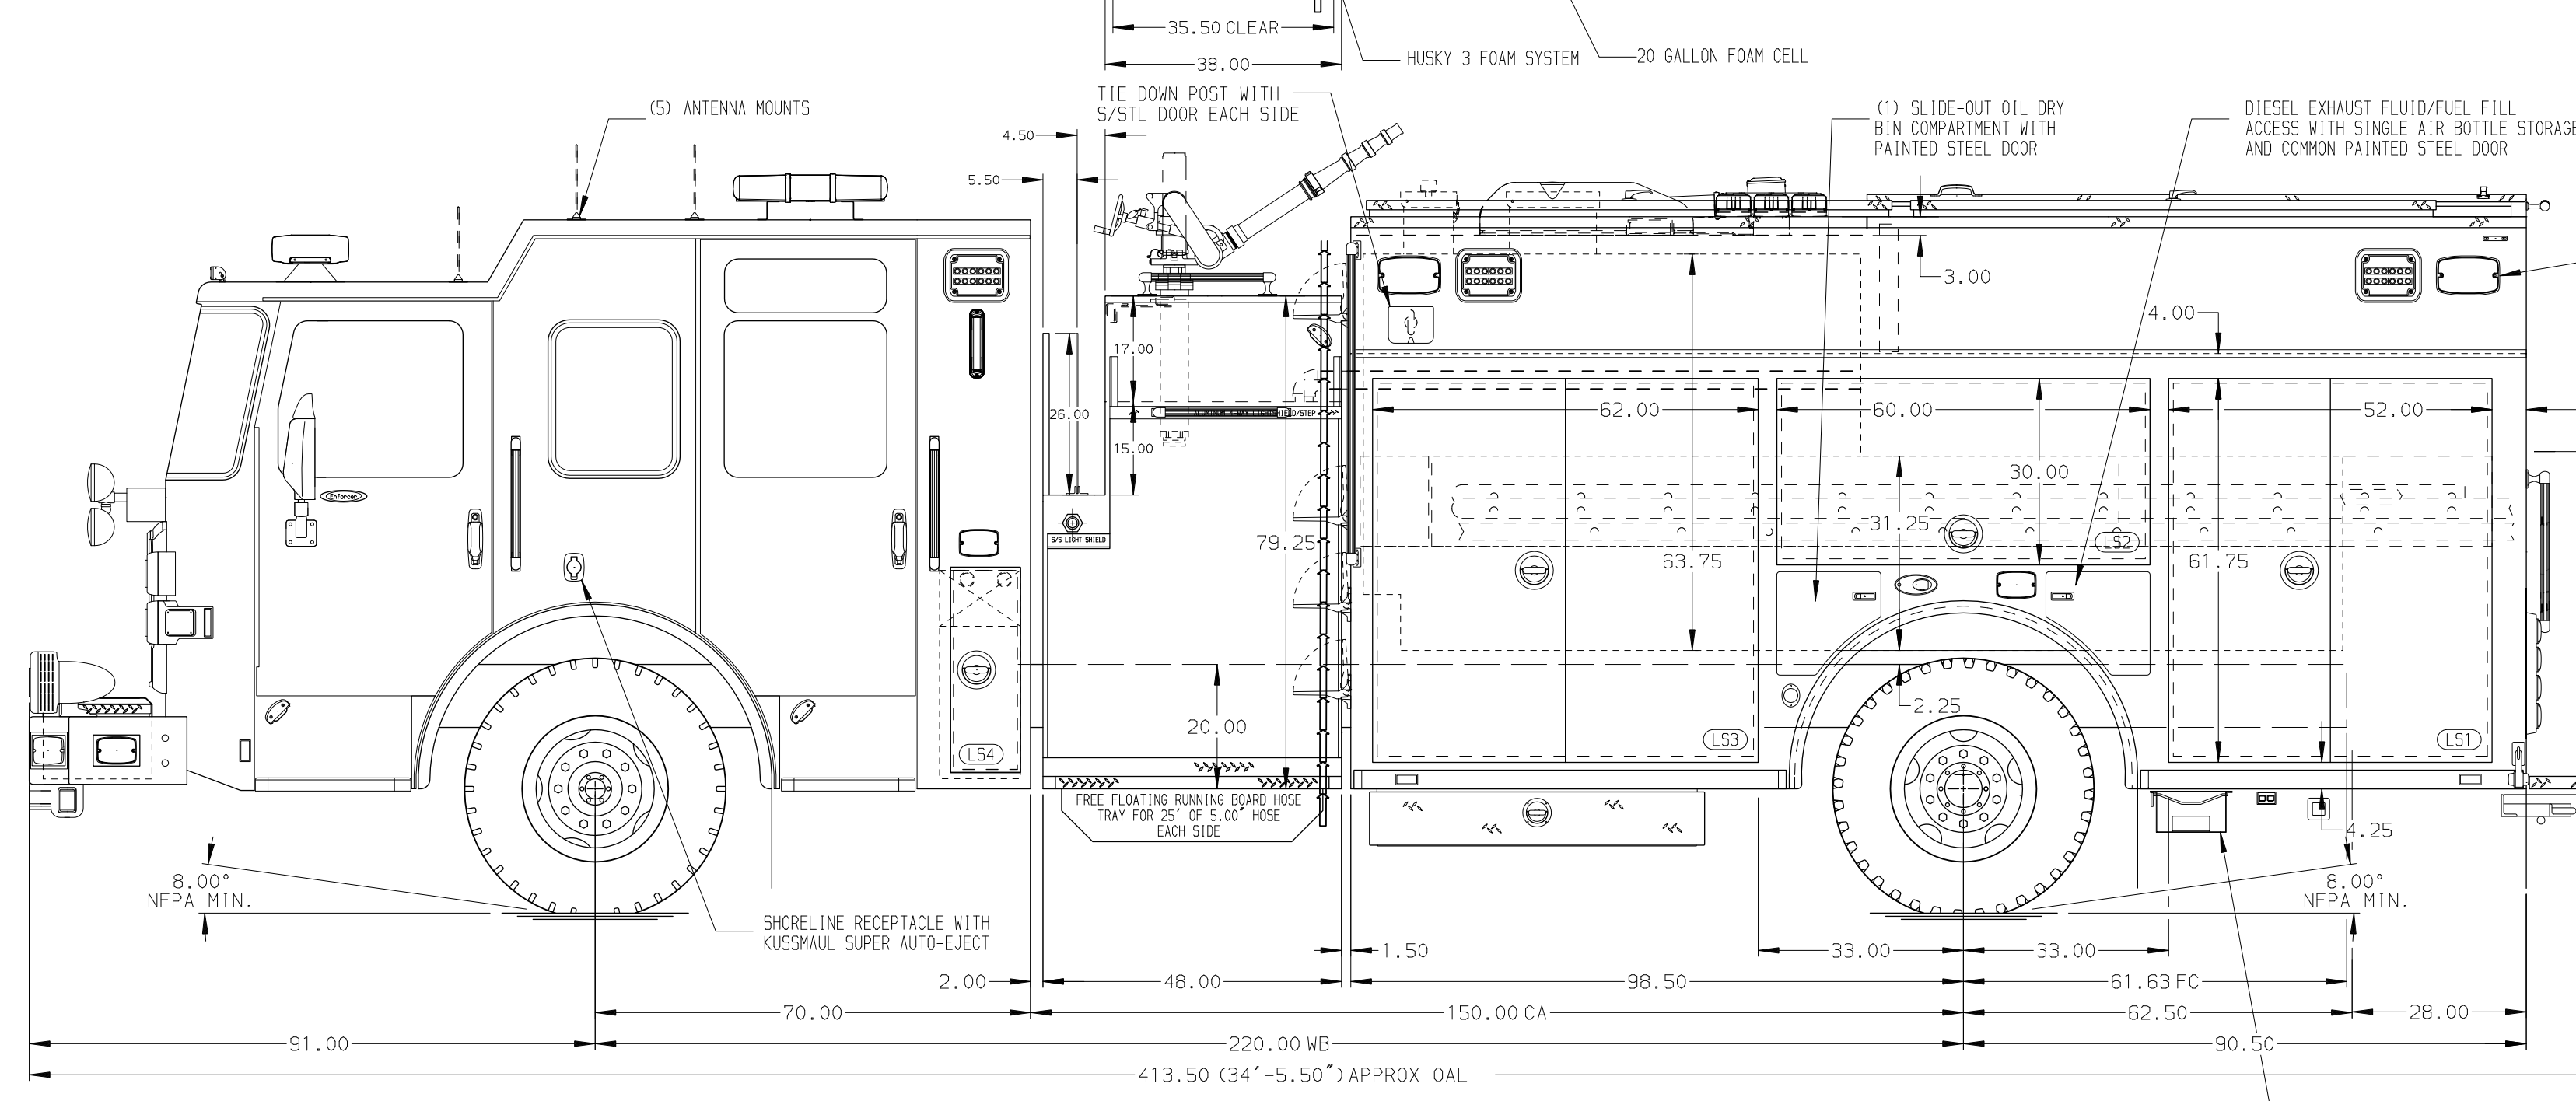 35.50 CLEAR
38.00
HUSKY 3 FOAM SYSTEM
20 GALLON FOAM CELL
(5) ANTENNA MOUNTS
TIE DOWN POST WITH
S/STL DOOR EACH SIDE
4.50
5.50
(1) SLIDE-OUT OIL DRY
BIN COMPARTMENT WITH
PAINTED STEEL DOOR
DIESEL EXHAUST FLUID/FUEL FILL
ACCESS WITH SINGLE AIR BOTTLE STORAGE
AND COMMON PAINTED STEEL DOOR
3.00
4.00
17.00
26.00
15.00
62.00
60.00
52.00
30.00
31.25
Enforcer
S/S LIGHT SHIELD
79.25
63.75
LS2
61.75
2.25
20.00
LS4
LS3
LS1
FREE FLOATING RUNNING BOARD HOSE
TRAY FOR 25' OF 5.00" HOSE
EACH SIDE
4.25
8.00°
NFPA MIN.
8.00°
NFPA MIN.
SHORELINE RECEPTACLE WITH
KUSSMAUL SUPER AUTO-EJECT
1.50
33.00
33.00
2.00
48.00
98.50
61.63 FC
70.00
150.00 CA
62.50
28.00
91.00
220.00 WB
90.50
413.50 (34'-5.50") APPROX OAL